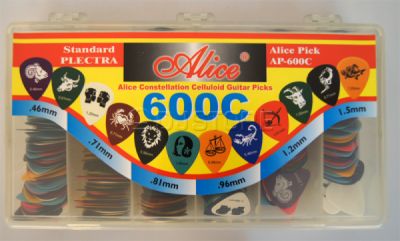 Standard
PLECTRA
Alice ®
Alice Pick
AP-600C
Alice Constellation Celluloid Guitar Picks
600C
.46mm
.71mm
.81mm
.96mm
1.2mm
1.5mm